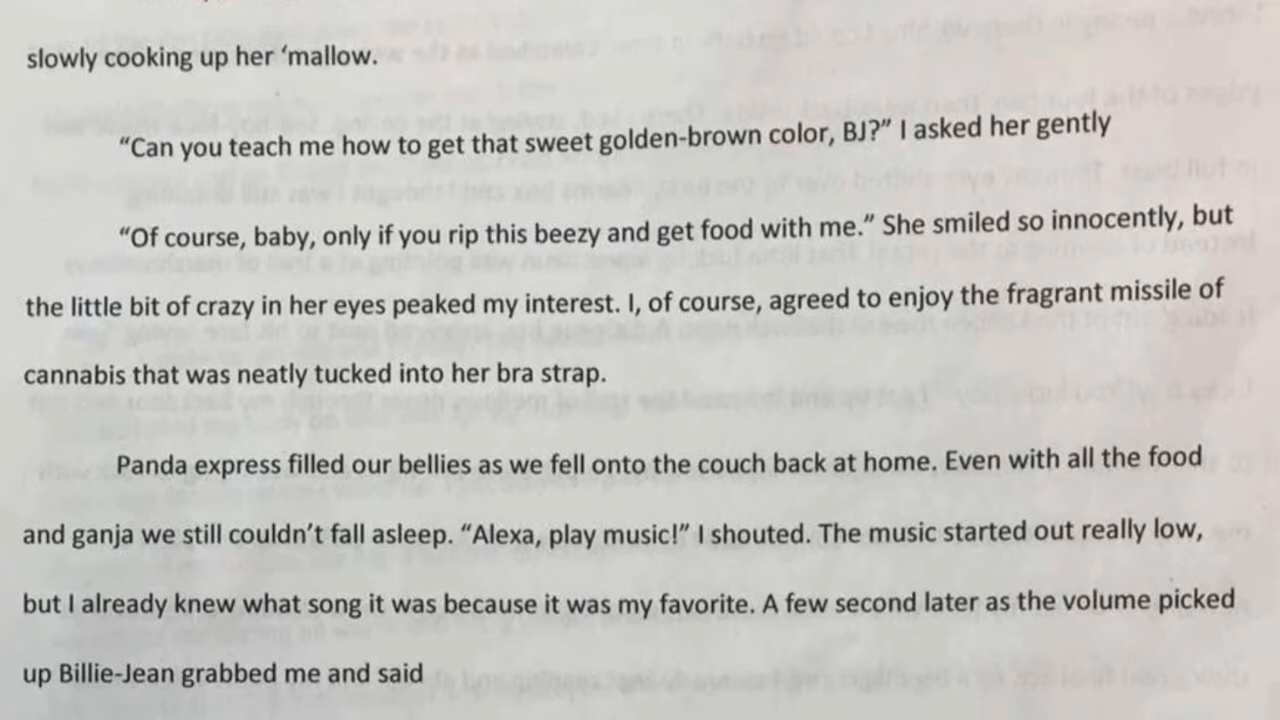 slowly cooking up her ‘mallow.
“Can you teach me how to get that sweet golden-brown color, BJ?” I asked her gently
“Of course, baby, only if you rip this beezy and get food with me.” She smiled so innocently, but
the little bit of crazy in her eyes peaked my interest. I, of course, agreed to enjoy the fragrant missile of
cannabis that was neatly tucked into her bra strap.
Panda express filled our bellies as we fell onto the couch back at home. Even with all the food
and ganja we still couldn’t fall asleep. “Alexa, play music!” I shouted. The music started out really low,
but I already knew what song it was because it was my favorite. A few second later as the volume picked
up Billie-Jean grabbed me and said